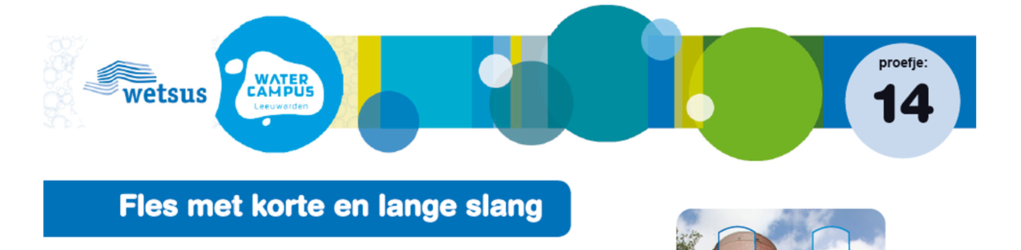 wetsus
WATER
CAMPUS
Leeuwarden
proefje:
14
Fles met korte en lange slang